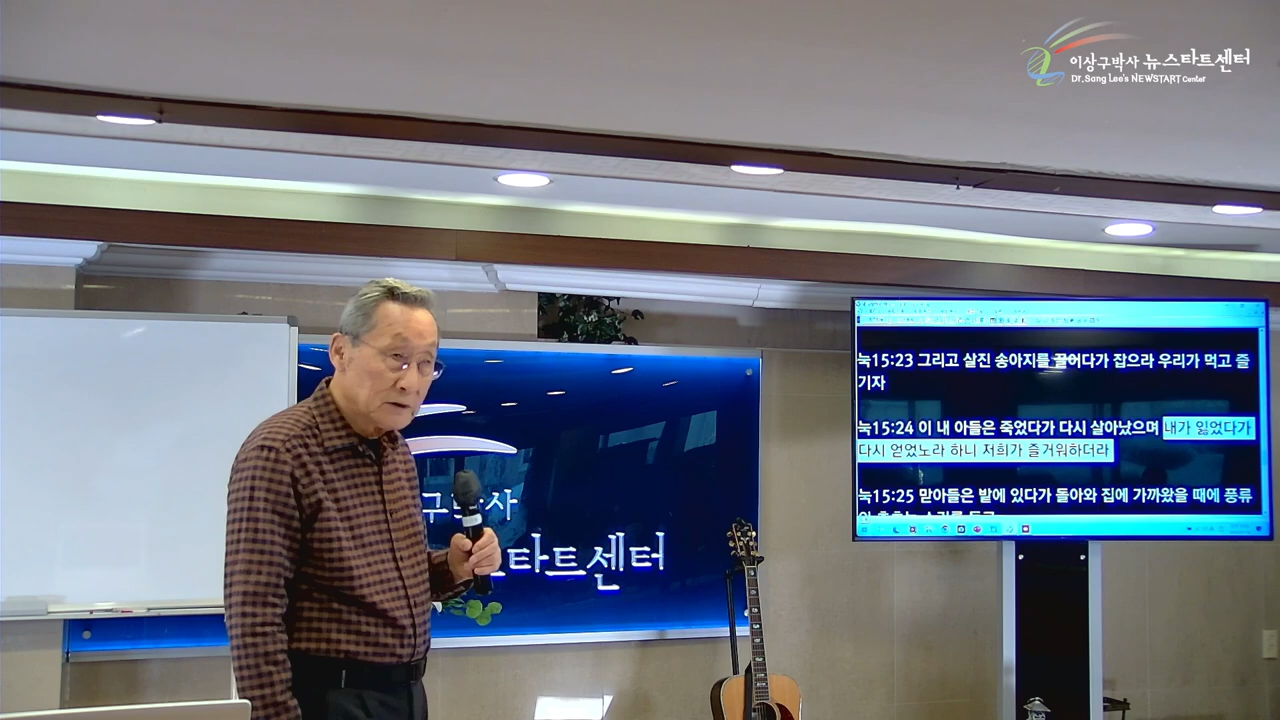 이상구박사 뉴스타트센터
Dr. Sang Lee's NEWSTART Center
눅15:23 그리고 살진 송아지를 끌어다가 잡으라 우리가 먹고 즐
기자
눅15:24 이 내 아들은 죽었다가 다시 살아났으며 내가 잃었다가
다시 얻었노라 하니 저희가 즐거워하더라
눅15:25 맏아들은 밭에 있다가 돌아와 집에 가까왔을 때에 풍류
구박사
스타트센터